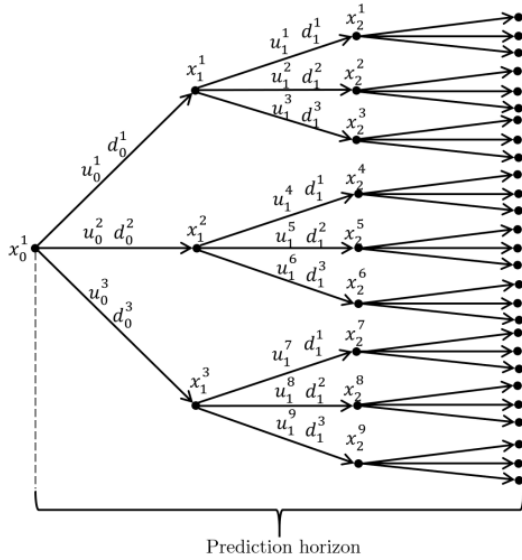 x_2^1
u_1^1 d_1^1
x_1^1
u_1^2 d_1^2 x_2^2
u_1^3 d_1^3
x_2^3
u_0^1 d_0^1
x_2^4
u_1^4 d_1^1
x_0^1 u_0^2 d_0^2 x_1^2 u_1^5 d_1^2 x_2^5
u_1^6 d_1^3
x_2^6
u_0^3 d_0^3
x_2^7
u_1^7 d_1^1
x_1^3
u_1^8 d_1^2 x_2^8
u_1^9 d_1^3
x_2^9
Prediction horizon